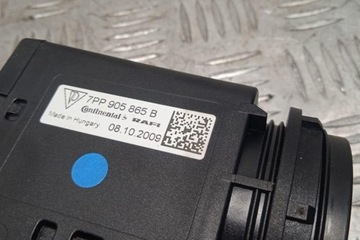 7PP 905 865 B
Continental RAFI
Made in Hungary 08.10.2009